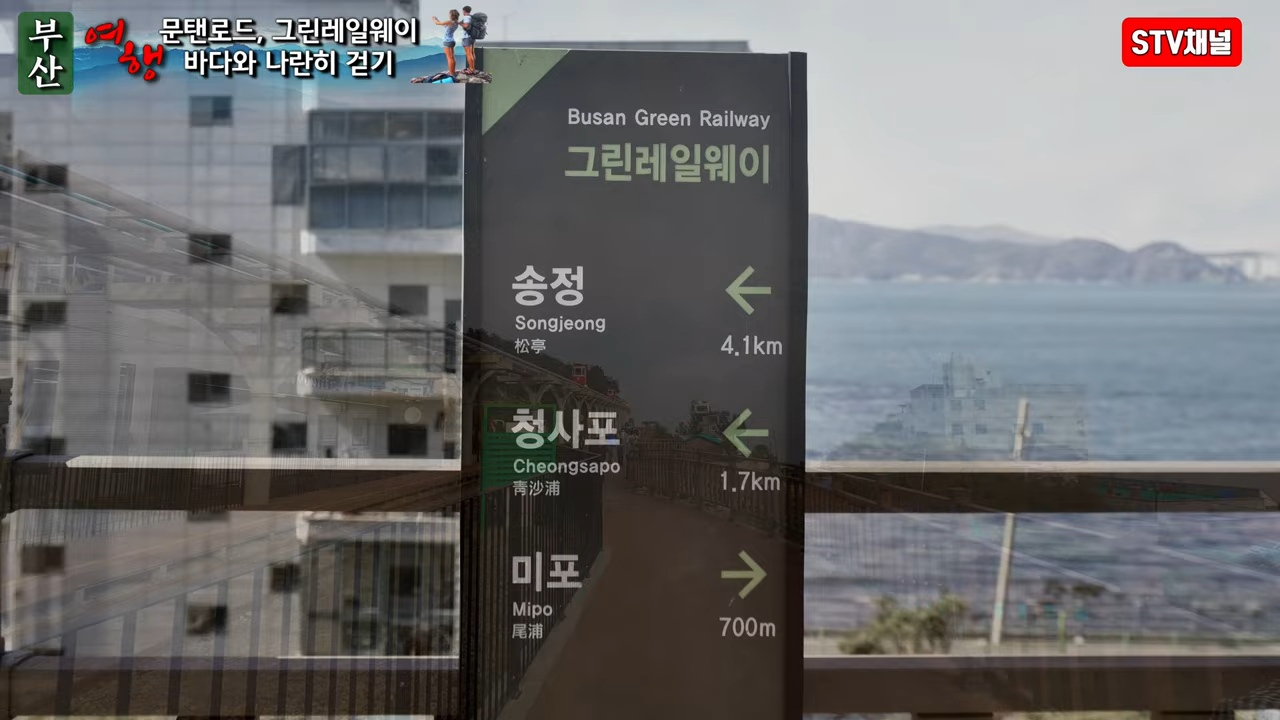 부산
여행
문탠로드, 그린레일웨이
바다와 나란히 걷기
STV채널
Busan Green Railway
그린레일웨이
송정
Songjeong
松亭
4.1km
청사포
Cheongsapo
靑沙浦
1.7km
미포
Mipo
尾浦
700m